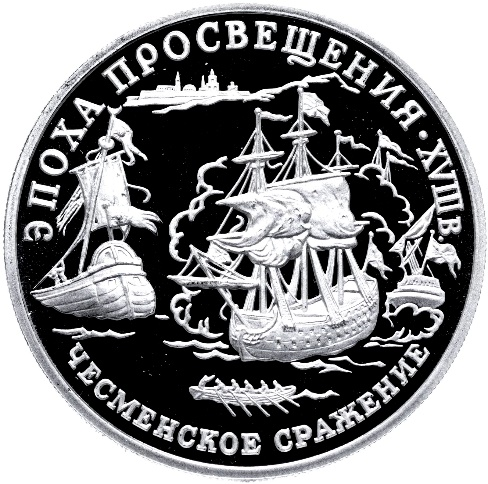 ЭПОХА ПРОСВЕЩЕНИЯ · XVIII В.
ЧЕСМЕНСКОЕ СРАЖЕНИЕ